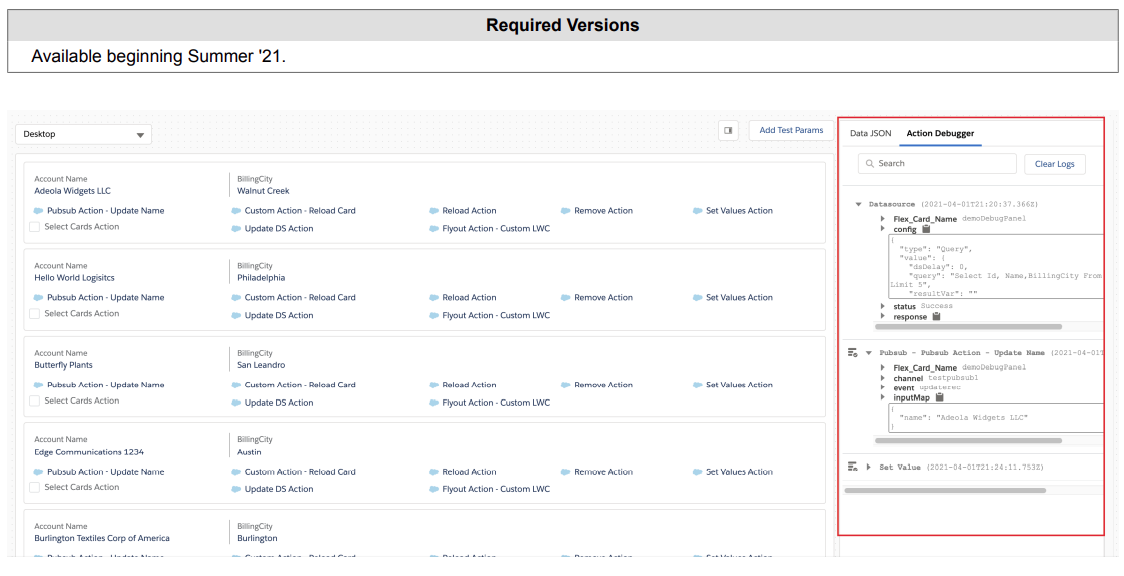 Required Versions
Available beginning Summer '21.
Desktop
Add Test Params
Account Name
BillingCity
Adeola Widgets LLC
Walnut Creek
Pubsub Action - Update Name
Custom Action - Reload Card
Reload Action
Remove Action
Set Values Action
Select Cards Action
Update DS Action
Flyout Action - Custom LWC
Account Name
BillingCity
Hello World Logisitcs
Philadelphia
Pubsub Action - Update Name
Custom Action - Reload Card
Reload Action
Remove Action
Set Values Action
Select Cards Action
Update DS Action
Flyout Action - Custom LWC
Account Name
BillingCity
Butterfly Plants
San Leandro
Pubsub Action - Update Name
Custom Action - Reload Card
Reload Action
Remove Action
Set Values Action
Select Cards Action
Update DS Action
Flyout Action - Custom LWC
Account Name
BillingCity
Edge Communications 1234
Austin
Pubsub Action - Update Name
Custom Action - Reload Card
Reload Action
Remove Action
Set Values Action
Select Cards Action
Update DS Action
Flyout Action - Custom LWC
Account Name
BillingCity
Burlington Textiles Corp of America
Burlington
Pubsub Action - Update Name
Custom Action - Reload Card
Reload Action
Remove Action
Set Values Action
Data JSON
Action Debugger
Search
Clear Logs
Datasource (2021-04-01T21:20:37.366Z)
Flex_Card_Name demoDebugPanel
config
{
"type": "Query",
"value": {
"dsDelay": 0,
"query": "Select Id, Name,BillingCity From
Limit 5",
"resultVar": ""
status Success
response
Pubsub - Pubsub Action - Update Name (2021-04-01T
Flex_Card_Name demoDebugPanel
channel testpubsub1
event updaterec
inputMap
{
"name": "Adeola Widgets LLC"
}
Set Value (2021-04-01T21:24:11.753Z)